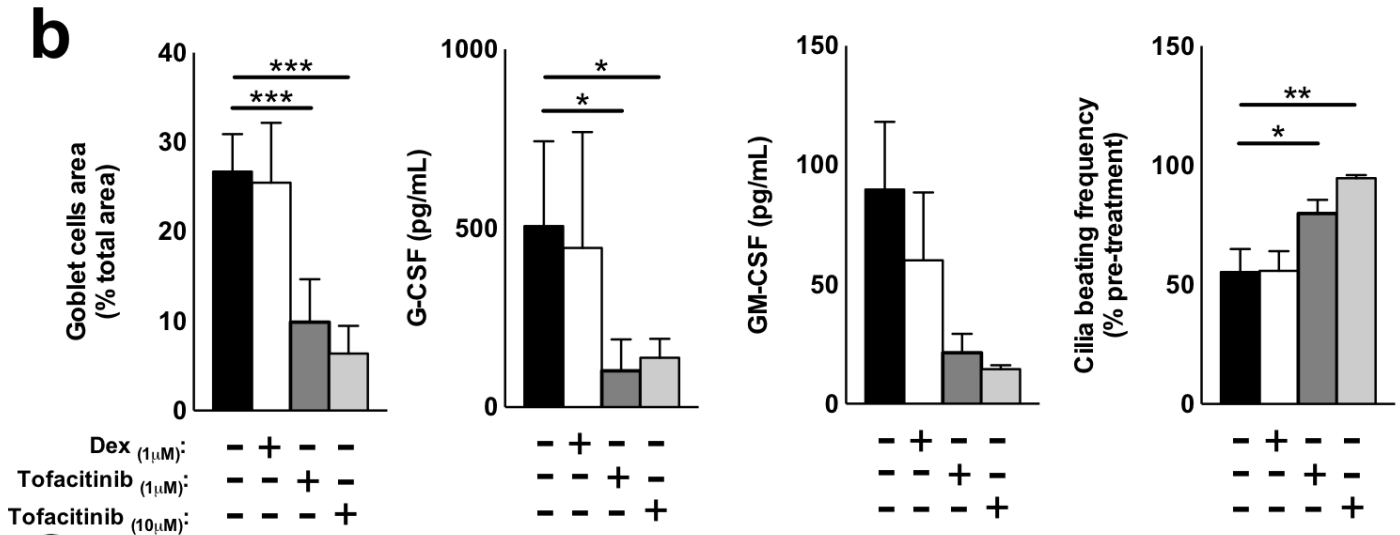 b
Goblet cells area
(% total area)
40
30
20
10
0
***
***
G-CSF (pg/mL)
1000
500
0
*
*
GM-CSF (pg/mL)
150
100
50
0
Cilia beating frequency
(% pre-treatment)
150
100
50
0
**
*
Dex (1μM): − + − − − + − − − + − − − + − −
Tofacitinib (1μM): − − + − − − + − − − + − − − + −
Tofacitinib (10μM): − − − + − − − + − − − + − − − +